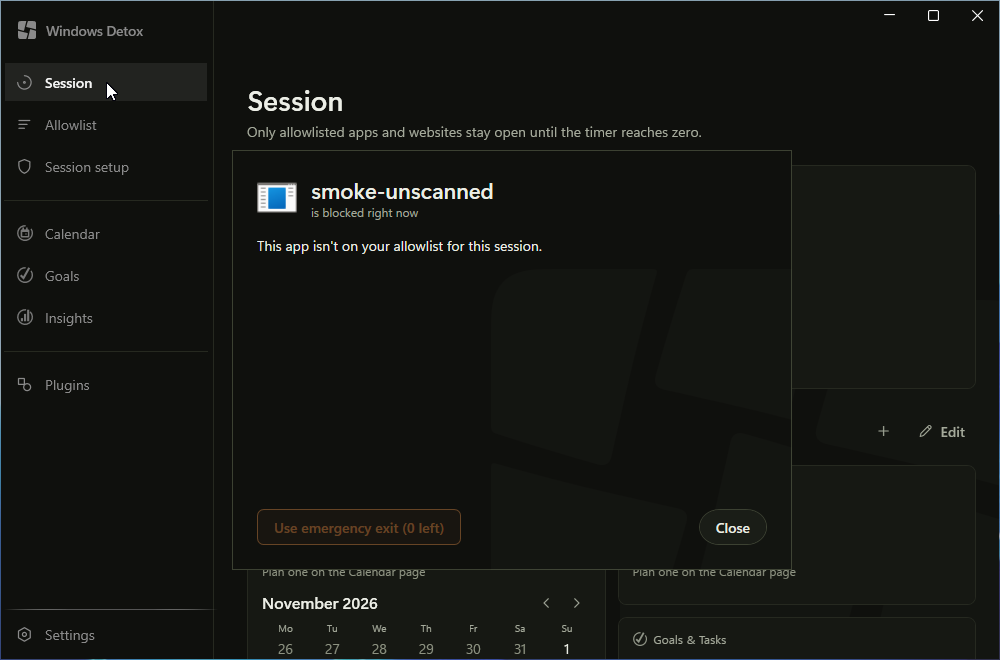 Windows Detox
Session
Allowlist
Session setup
Calendar
Goals
Insights
Plugins
Settings
Session
Only allowlisted apps and websites stay open until the timer reaches zero.
smoke-unscanned
is blocked right now
This app isn't on your allowlist for this session.
Use emergency exit (0 left)
Close
Edit
Plan one on the Calendar page
November 2026
Mo Tu We Th Fr Sa Su
26 27 28 29 30 31 1
Plan one on the Calendar page
Goals & Tasks